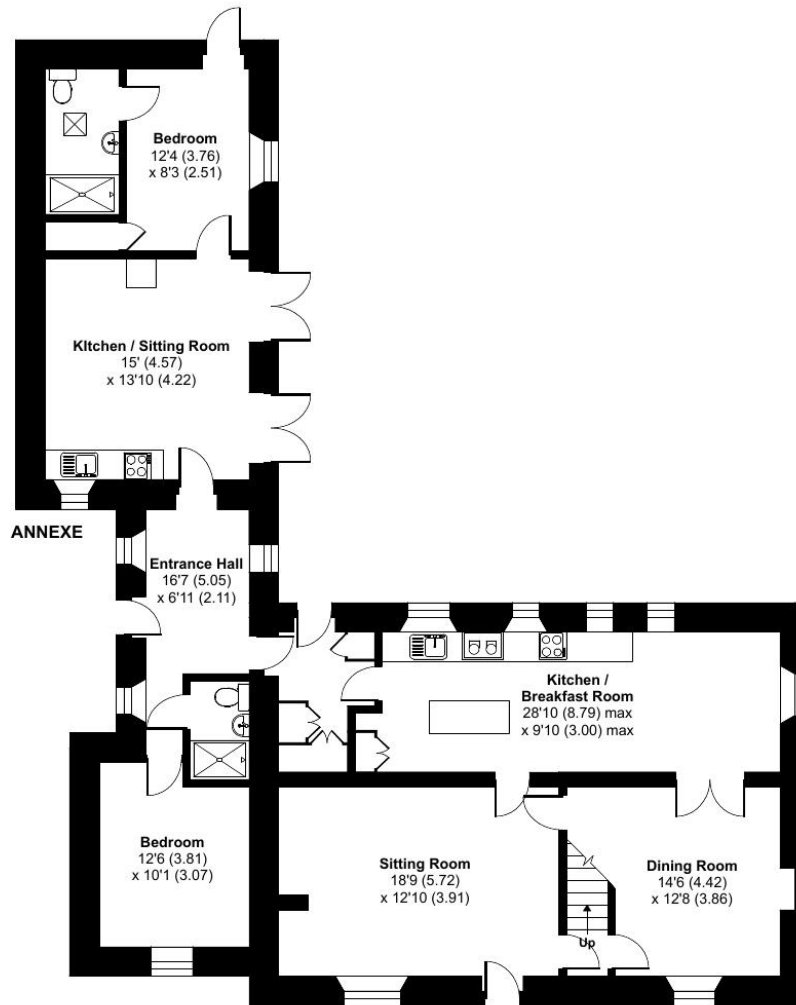 Bedroom
12'4 (3.76)
x 8'3 (2.51)
KItchen / Sitting Room
15' (4.57)
x 13'10 (4.22)
ANNEXE
Entrance Hall
16'7 (5.05)
x 6'11 (2.11)
Kitchen /
Breakfast Room
28'10 (8.79) max
x 9'10 (3.00) max
Bedroom
12'6 (3.81)
x 10'1 (3.07)
Sitting Room
18'9 (5.72)
x 12'10 (3.91)
Dining Room
14'6 (4.42)
x 12'8 (3.86)
Up